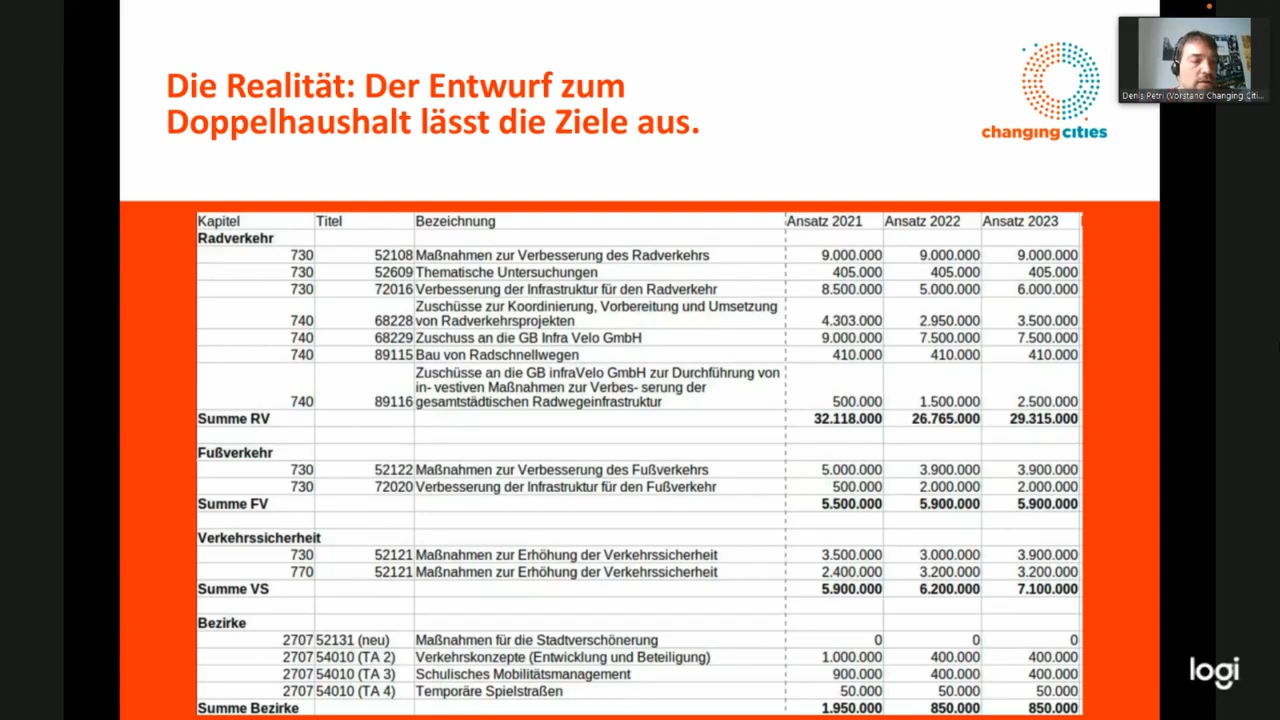 Die Realität: Der Entwurf zum
Doppelhaushalt lässt die Ziele aus.
changingcities
Denis Petri (Vorstand Changing Citi...
Kapitel Titel Bezeichnung Ansatz 2021 Ansatz 2022 Ansatz 2023
Radverkehr
730 52108 Maßnahmen zur Verbesserung des Radverkehrs 9.000.000 9.000.000 9.000.000
730 52609 Thematische Untersuchungen 405.000 405.000 405.000
730 72016 Verbesserung der Infrastruktur für den Radverkehr 8.500.000 5.000.000 6.000.000
Zuschüsse zur Koordinierung, Vorbereitung und Umsetzung
740 68228 von Radverkehrsprojekten 4.303.000 2.950.000 3.500.000
740 68229 Zuschuss an die GB Infra Velo GmbH 9.000.000 7.500.000 7.500.000
740 89115 Bau von Radschnellwegen 410.000 410.000 410.000
Zuschüsse an die GB infraVelo GmbH zur Durchführung von
in- vestiven Maßnahmen zur Verbes- serung der
740 89116 gesamtstädtischen Radwegeinfrastruktur 500.000 1.500.000 2.500.000
Summe RV 32.118.000 26.765.000 29.315.000
Fußverkehr
730 52122 Maßnahmen zur Verbesserung des Fußverkehrs 5.000.000 3.900.000 3.900.000
730 72020 Verbesserung der Infrastruktur für den Fußverkehr 500.000 2.000.000 2.000.000
Summe FV 5.500.000 5.900.000 5.900.000
Verkehrssicherheit
730 52121 Maßnahmen zur Erhöhung der Verkehrssicherheit 3.500.000 3.000.000 3.900.000
770 52121 Maßnahmen zur Erhöhung der Verkehrssicherheit 2.400.000 3.200.000 3.200.000
Summe VS 5.900.000 6.200.000 7.100.000
Bezirke
2707 52131 (neu) Maßnahmen für die Stadtverschönerung 0 0 0
2707 54010 (TA 2) Verkehrskonzepte (Entwicklung und Beteiligung) 1.000.000 400.000 400.000
2707 54010 (TA 3) Schulisches Mobilitätsmanagement 900.000 400.000 400.000
2707 54010 (TA 4) Temporäre Spielstraßen 50.000 50.000 50.000
Summe Bezirke 1.950.000 850.000 850.000
logi